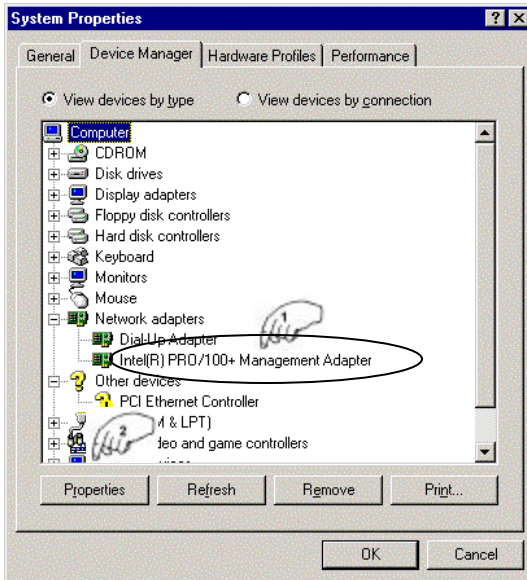 System Properties
General Device Manager Hardware Profiles Performance
View devices by type View devices by connection
Computer
CDROM
Disk drives
Display adapters
Floppy disk controllers
Hard disk controllers
Keyboard
Monitors
Mouse
Network adapters
1
Dial-Up Adapter
Intel(R) PRO/100+ Management Adapter
Other devices
PCI Ethernet Controller
& LPT)
2
and game controllers
Properties Refresh Remove Print...
OK Cancel